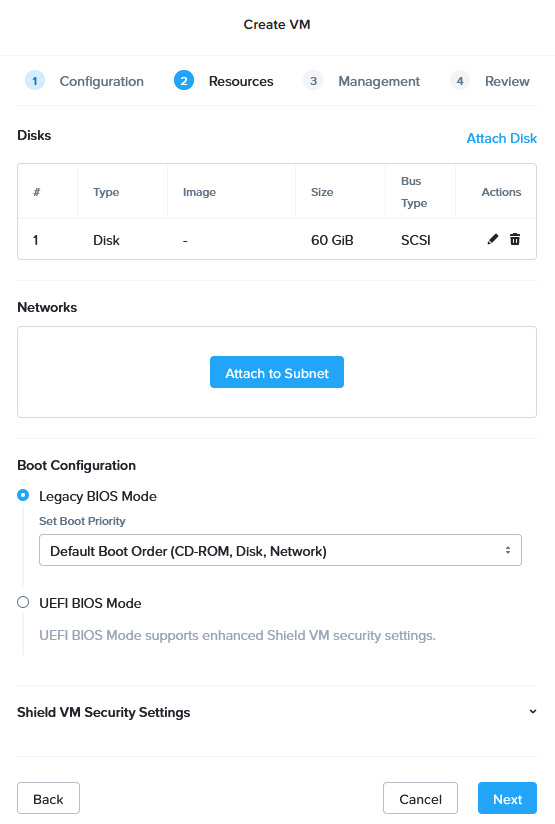 Create VM
1 Configuration 2 Resources 3 Management 4 Review
Disks
Attach Disk
# Type Image Size Bus Type Actions
1 Disk - 60 GiB SCSI
Networks
Attach to Subnet
Boot Configuration
Legacy BIOS Mode
Set Boot Priority
Default Boot Order (CD-ROM, Disk, Network)
UEFI BIOS Mode
UEFI BIOS Mode supports enhanced Shield VM security settings.
Shield VM Security Settings
Back Cancel Next